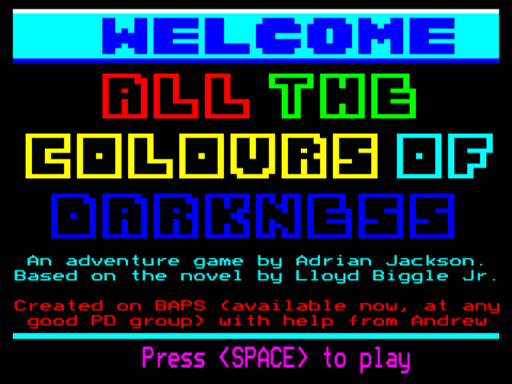 WELCOME
ALL THE
COLOURS OF
DARKNESS
An adventure game by Adrian Jackson.
Based on the novel by Lloyd Biggle Jr.
Created on BAPS (available now, at any
good PD group) with help from Andrew
Press <SPACE> to play